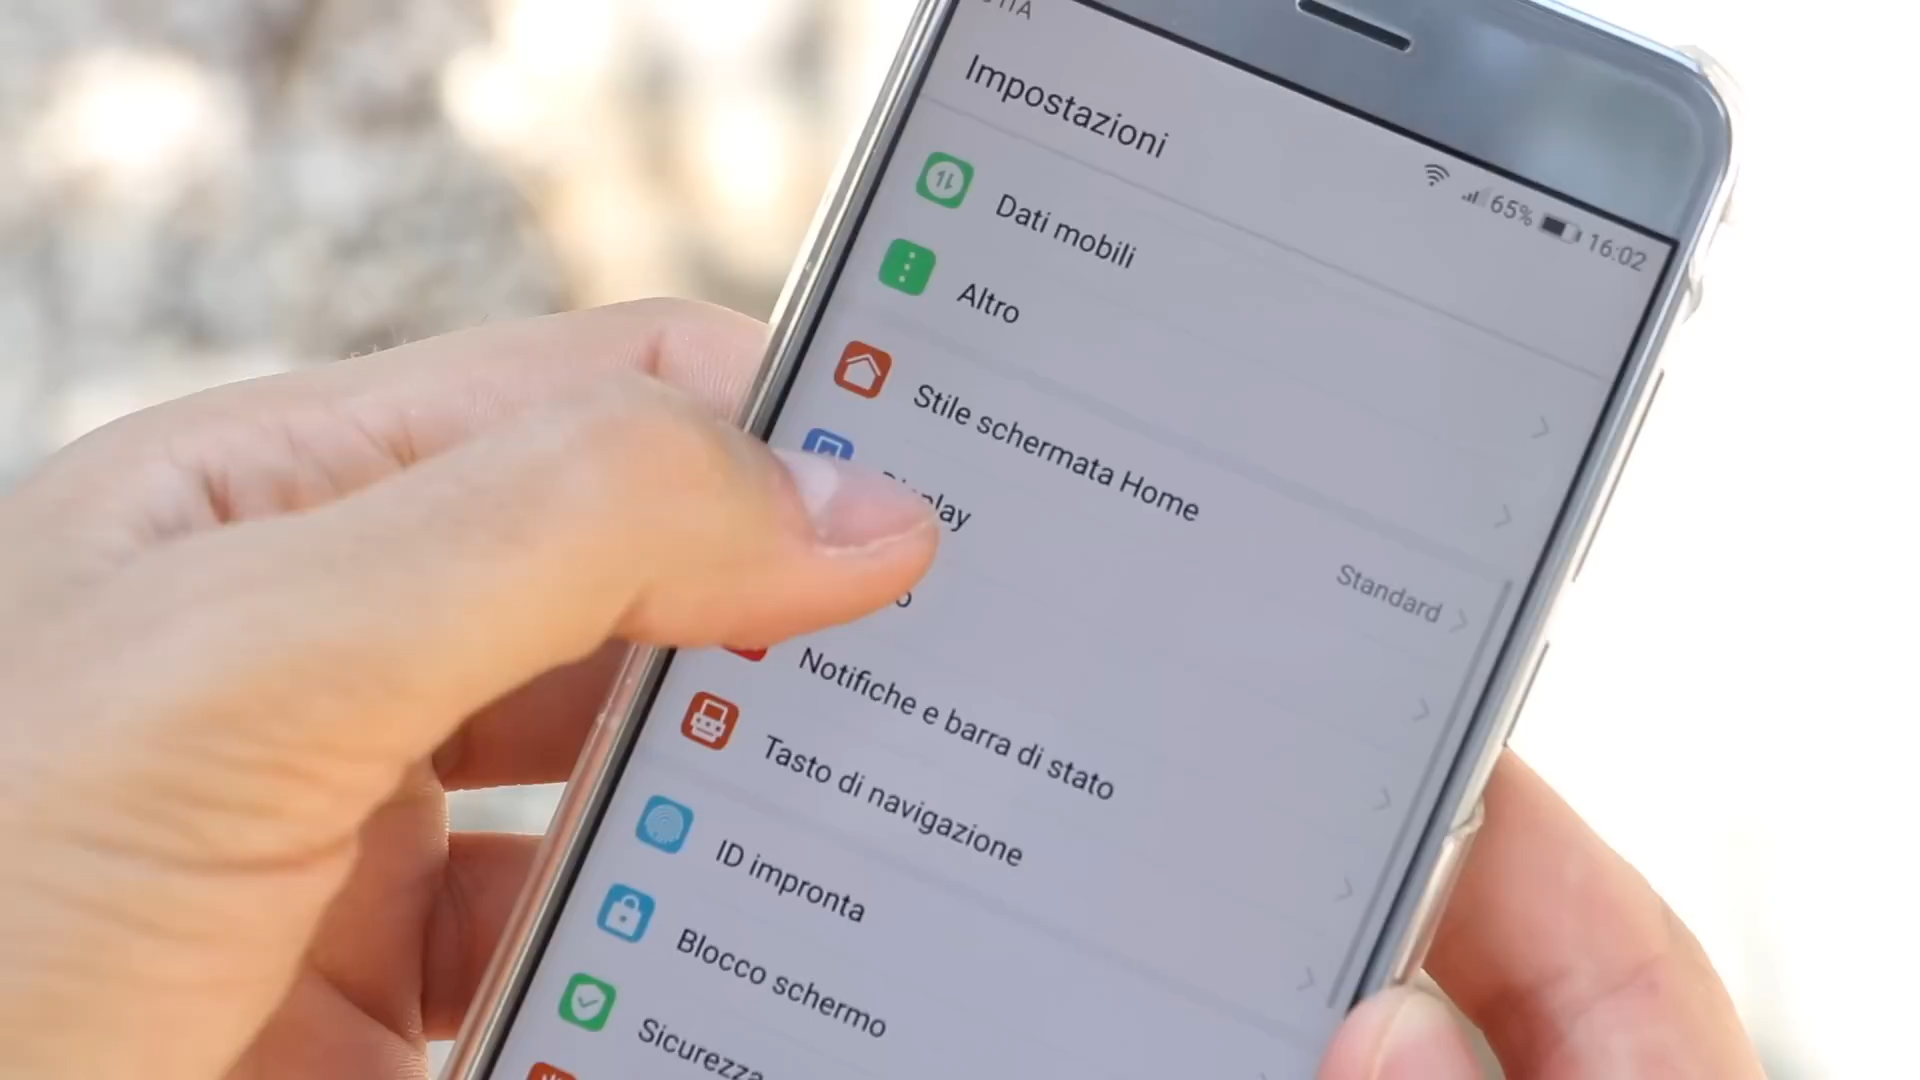 Impostazioni
65% 16:02
Dati mobili
Altro
Stile schermata Home
Standard
Notifiche e barra di stato
Tasto di navigazione
ID impronta
Blocco schermo
Sicurezza